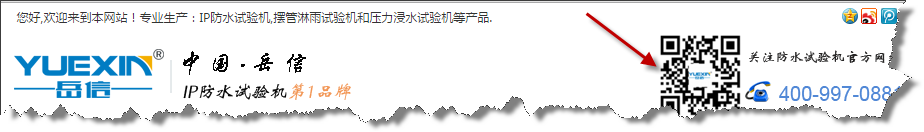 您好,欢迎来到本网站！专业生产：IP防水试验机,摆管淋雨试验机和压力浸水试验机等产品.
YUEXIN®
岳信
中国·岳信
IP防水试验机第1品牌
YUEXIN
关注防水试验机官方网
400-997-088